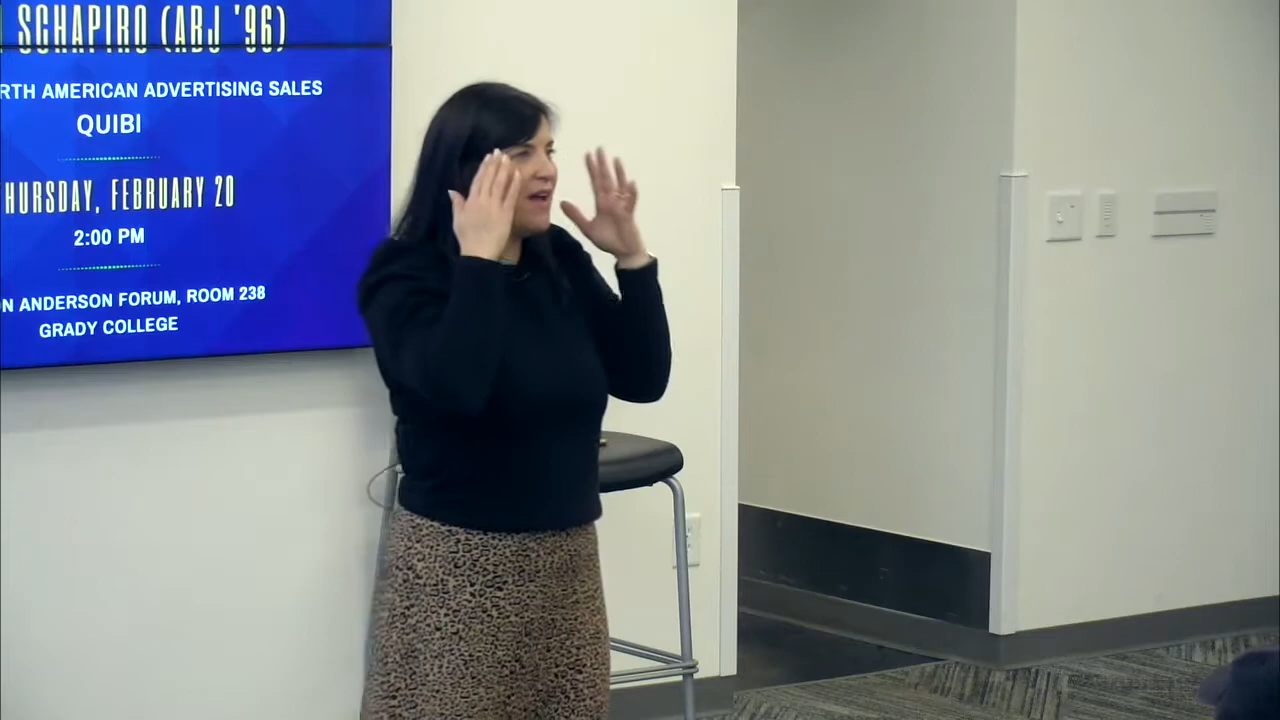 SCHAPIRO (ABJ '96)
RTH AMERICAN ADVERTISING SALES
QUIBI
HURSDAY, FEBRUARY 20
2:00 PM
N ANDERSON FORUM, ROOM 238
GRADY COLLEGE